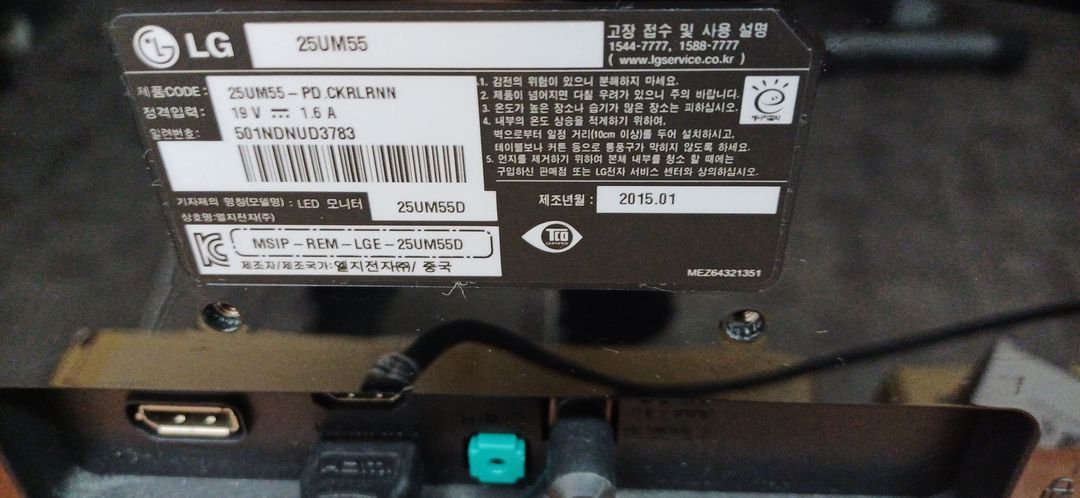 LG
25UM55
고장 접수 및 사용 설명
1544-7777, 1588-7777
( www.lgservice.co.kr )
제품CODE : 25UM55-PD.CKRLRNN
정격입력 : 19 V ⎓ 1.6 A
일련번호: 501NDNUD3783
1. 감전의 위험이 있으니 분해하지 마세요.
2. 제품이 넘어지면 다칠 우려가 있으니 주의 바랍니다.
3. 온도가 높은 장소나 습기가 많은 장소는 피하십시오.
4. 내부의 온도 상승을 적게하기 위하여,
벽으로부터 일정 거리(10cm 이상)를 두어 설치하시고,
테이블보나 커튼 등으로 통풍구가 막히지 않도록 하세요.
5. 먼지를 제거하기 위하여 본체 내부를 청소 할 때에는
구입하신 판매점 또는 LG전자 서비스 센터와 상의하십시오.
에너지절약
기자재의 명칭(모델명) : LED 모니터 25UM55D
상호명:엘지전자(주)
제조년월 : 2015.01
MSIP-REM-LGE-25UM55D
제조자/제조국가: 엘지전자㈜/ 중국
TCO
CERTIFIED
MEZ64321351